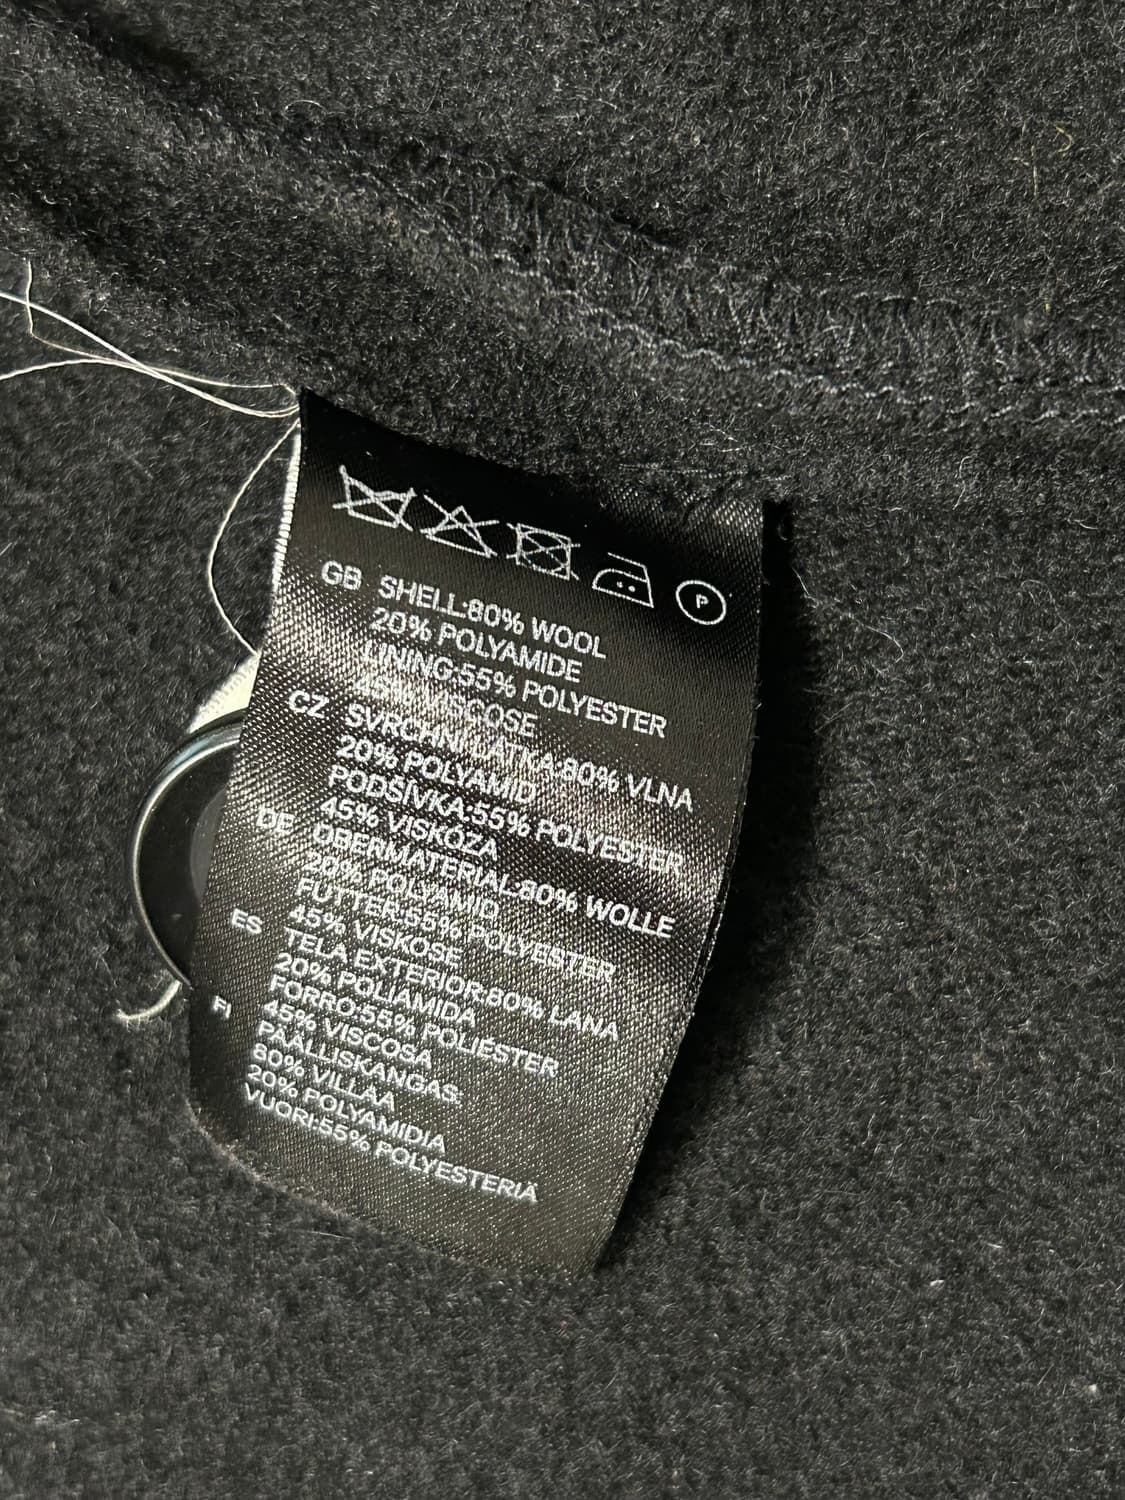 P
GB SHELL:80% WOOL
20% POLYAMIDE
LINING:55% POLYESTER
45% VISCOSE
CZ SVRCHNÍ LÁTKA:80% VLNA
20% POLYAMID
PODŠÍVKA:55% POLYESTER
45% VISKÓZA
DE OBERMATERIAL:80% WOLLE
20% POLYAMID
FUTTER:55% POLYESTER
45% VISKOSE
ES TELA EXTERIOR:80% LANA
20% POLIAMIDA
FORRO:55% POLIÉSTER
45% VISCOSA
FI PÄÄLLISKANGAS:
80% VILLAA
20% POLYAMIDIA
VUORI:55% POLYESTERIÄ